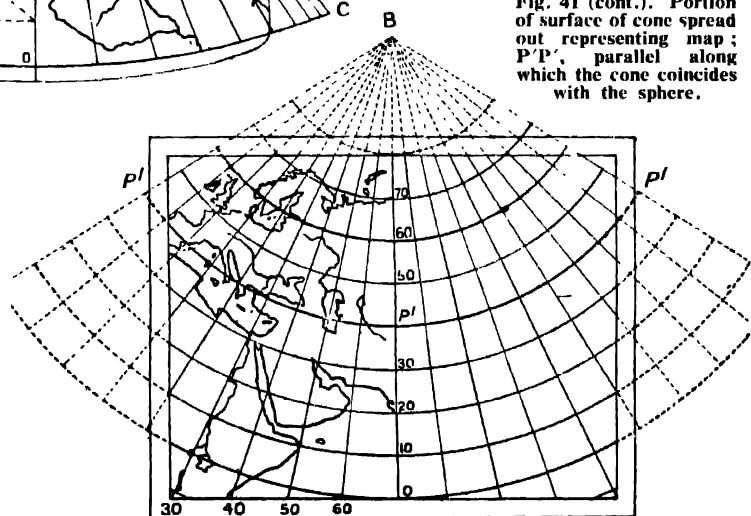 Fig. 41 (cont.). Portion
of surface of cone spread
out representing map;
P'P', parallel along
which the cone coincides
with the sphere.
C
B
0
P'
P'
70
60
50
P'
30
20
10
0
30 40 50 60